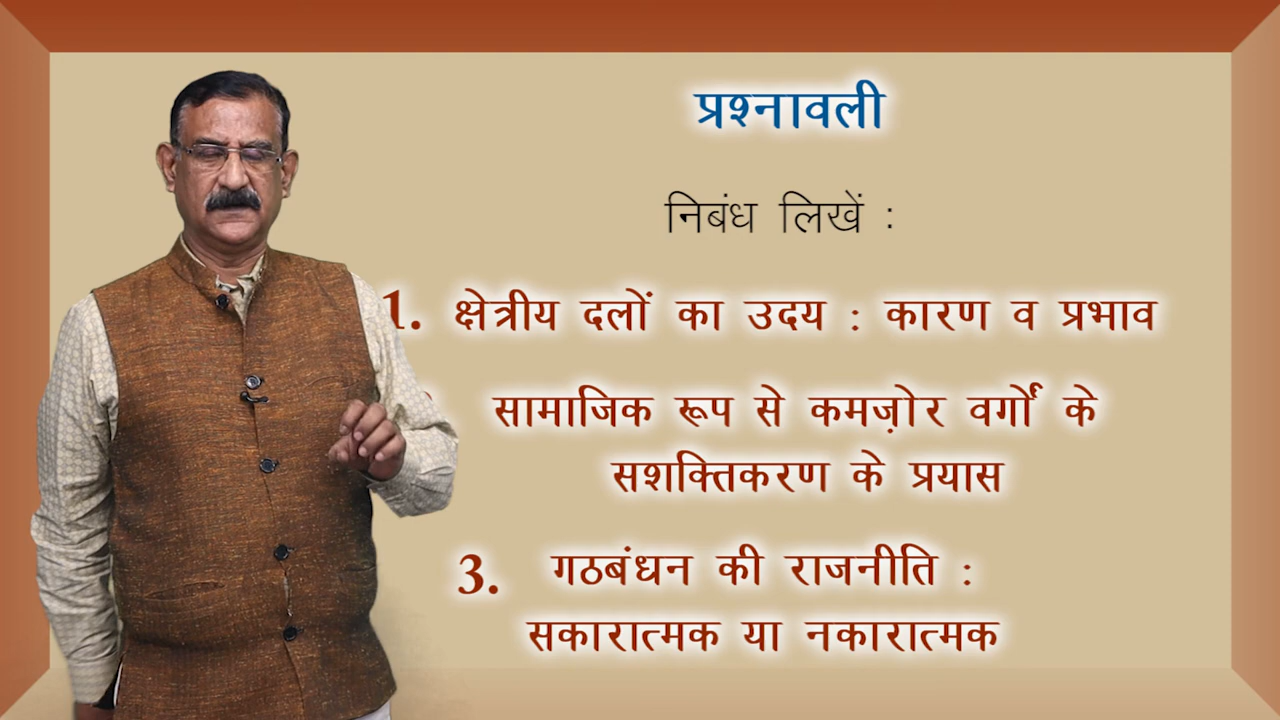 प्रश्नावली
निबंध लिखें :
1. क्षेत्रीय दलों का उदय : कारण व प्रभाव
सामाजिक रूप से कमज़ोर वर्गों के
सशक्तिकरण के प्रयास
3. गठबंधन की राजनीति :
सकारात्मक या नकारात्मक